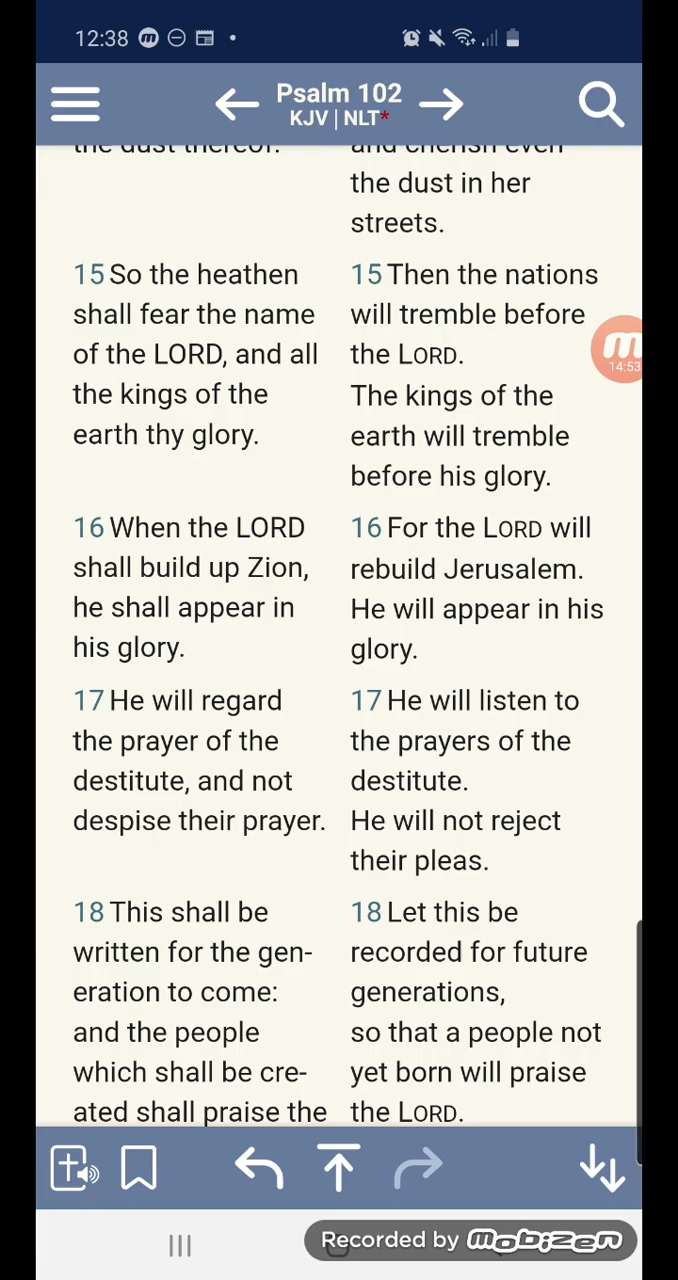 12:38
Psalm 102
KJV | NLT*
the dust thereof.
15 So the heathen
shall fear the name
of the LORD, and all
the kings of the
earth thy glory.
16 When the LORD
shall build up Zion,
he shall appear in
his glory.
17 He will regard
the prayer of the
destitute, and not
despise their prayer.
18 This shall be
written for the gen-
eration to come:
and the people
which shall be cre-
ated shall praise the
and cherish even
the dust in her
streets.
15 Then the nations
will tremble before
the LORD.
The kings of the
earth will tremble
before his glory.
16 For the LORD will
rebuild Jerusalem.
He will appear in his
glory.
17 He will listen to
the prayers of the
destitute.
He will not reject
their pleas.
18 Let this be
recorded for future
generations,
so that a people not
yet born will praise
the LORD.
m
14:53
Recorded by mobizen